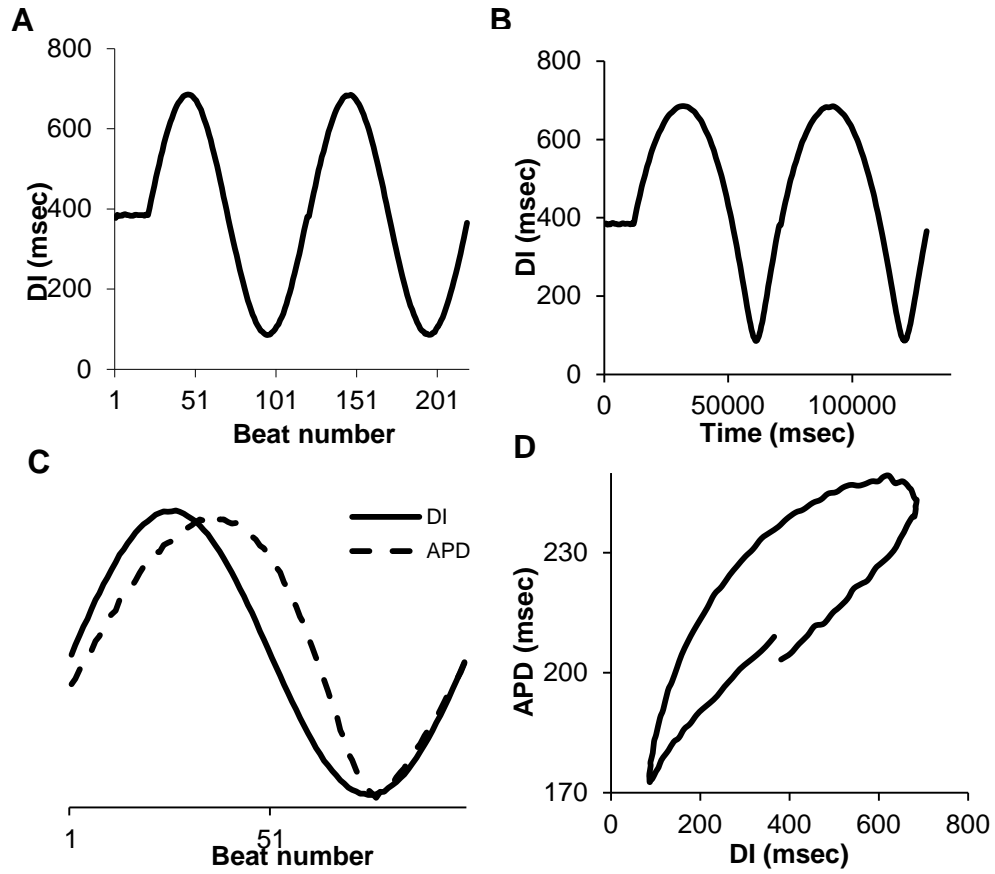 A
800
600
400
200
0
DI (msec)
1 51 101 151 201
Beat number
B
800
600
400
200
0
DI (msec)
0 50000 100000
Time (msec)
C
DI
APD
1 51
Beat number
D
230
200
170
APD (msec)
0 200 400 600 800
DI (msec)